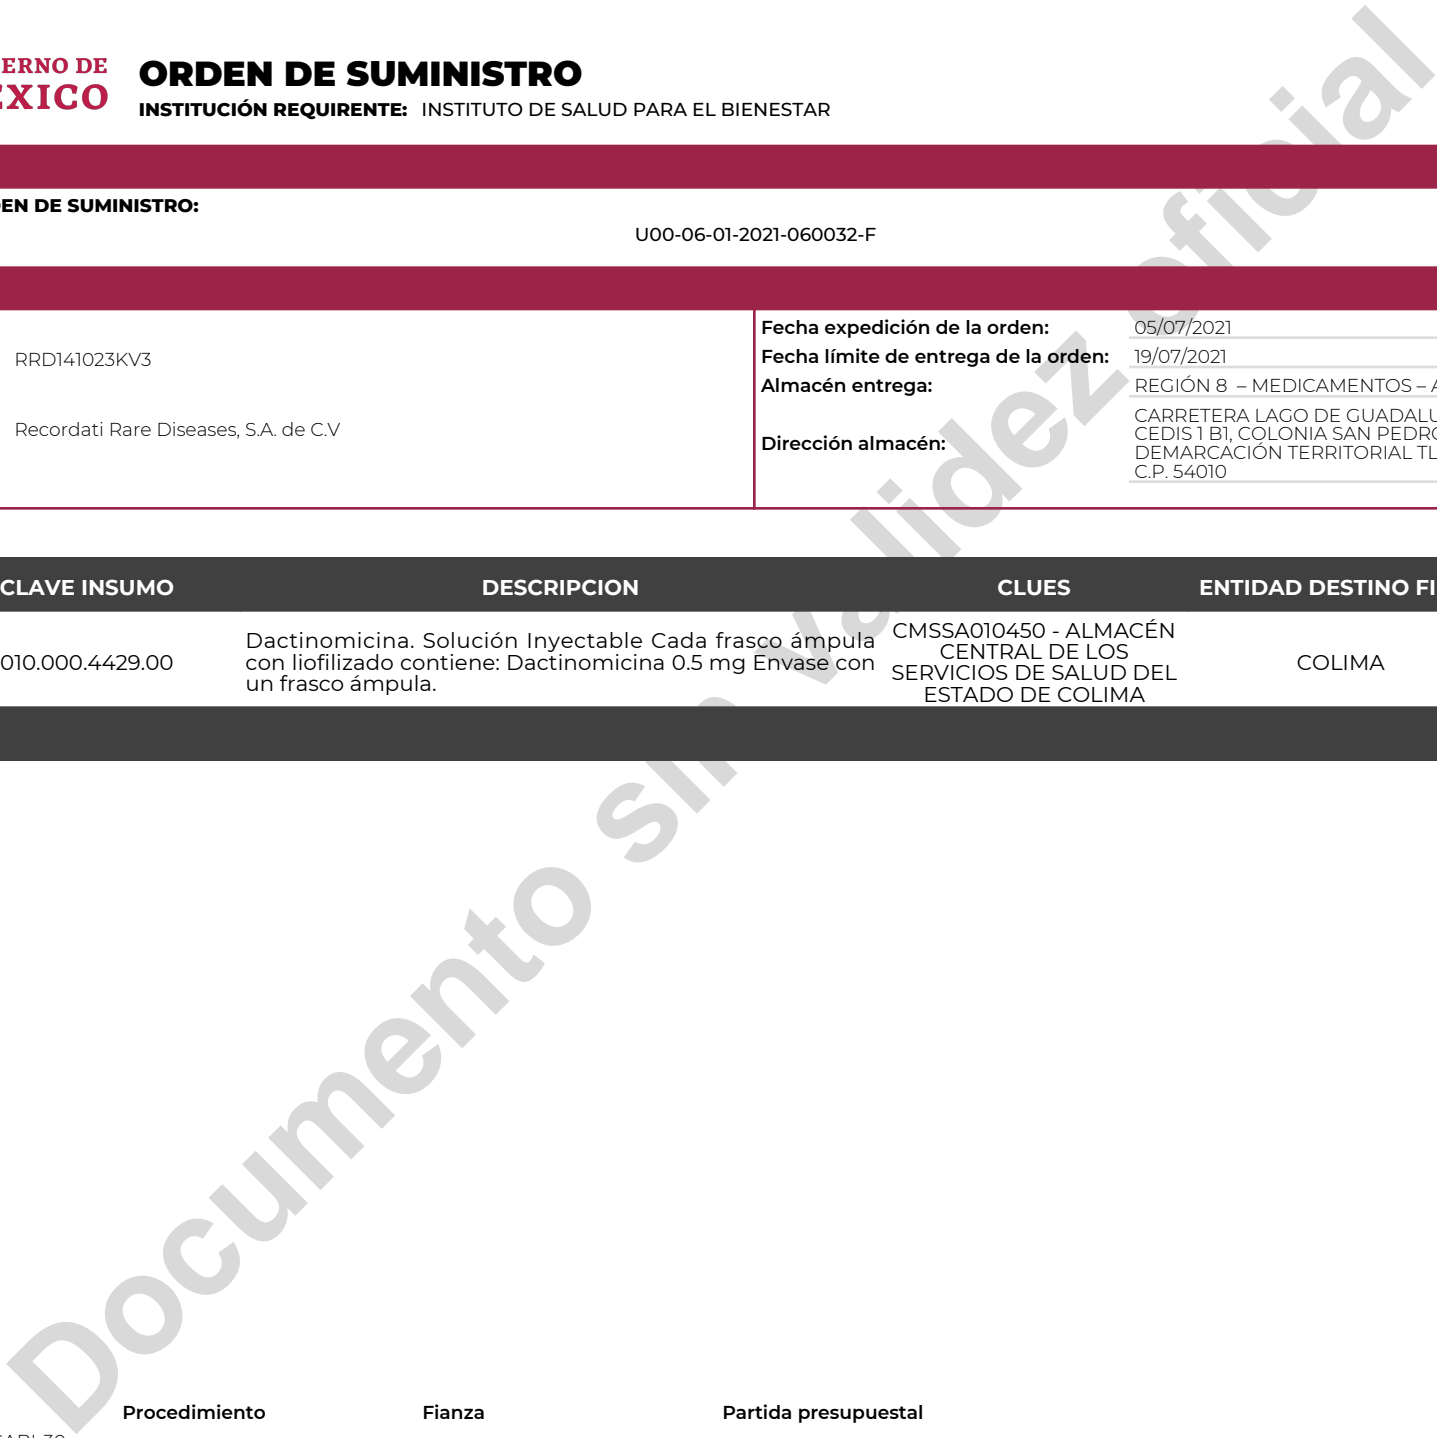 ERNO DE
ÉXICO
ORDEN DE SUMINISTRO
INSTITUCIÓN REQUIRENTE: INSTITUTO DE SALUD PARA EL BIENESTAR
EN DE SUMINISTRO:
U00-06-01-2021-060032-F
RRD141023KV3
Recordati Rare Diseases, S.A. de C.V
Fecha expedición de la orden: 05/07/2021
Fecha límite de entrega de la orden: 19/07/2021
Almacén entrega: REGIÓN 8 – MEDICAMENTOS –
Dirección almacén:
CARRETERA LAGO DE GUADALU
CEDIS 1 B1, COLONIA SAN PEDRO
DEMARCACIÓN TERRITORIAL TL
C.P. 54010
CLAVE INSUMO DESCRIPCION CLUES ENTIDAD DESTINO FI
010.000.4429.00
Dactinomicina. Solución Inyectable Cada frasco ámpula
con liofilizado contiene: Dactinomicina 0.5 mg Envase con
un frasco ámpula.
CMSSA010450 - ALMACÉN
CENTRAL DE LOS
SERVICIOS DE SALUD DEL
ESTADO DE COLIMA
COLIMA
Documento sin validez oficial
Procedimiento Fianza Partida presupuestal